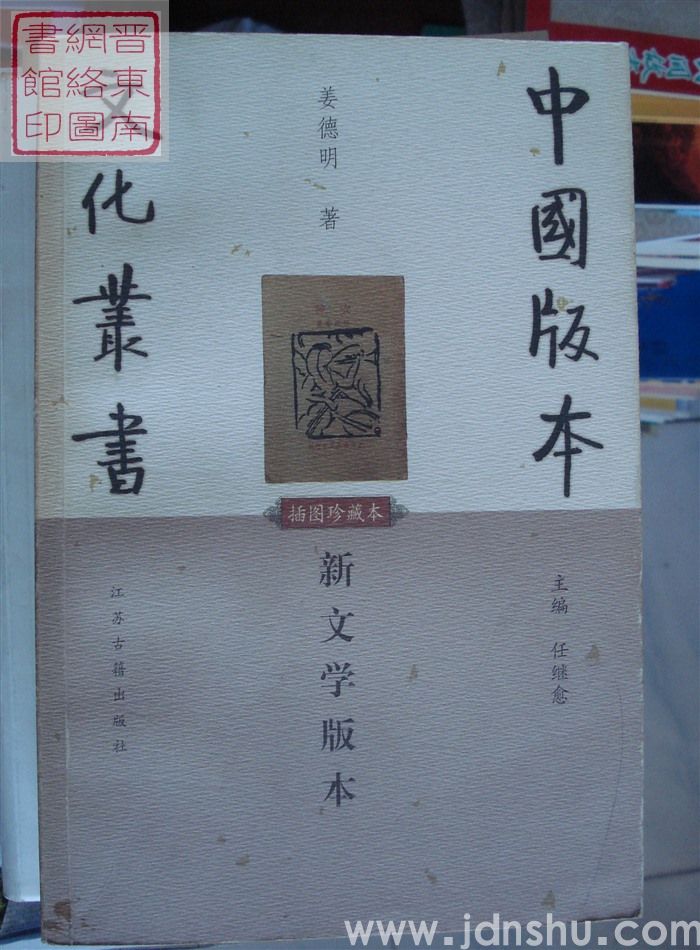 中國版本
文化叢書
姜德明 著
插图珍藏本
新文学版本
主编 任继愈
江苏古籍出版社
晋東南
網絡圖
書館印
www.jdnshu.com